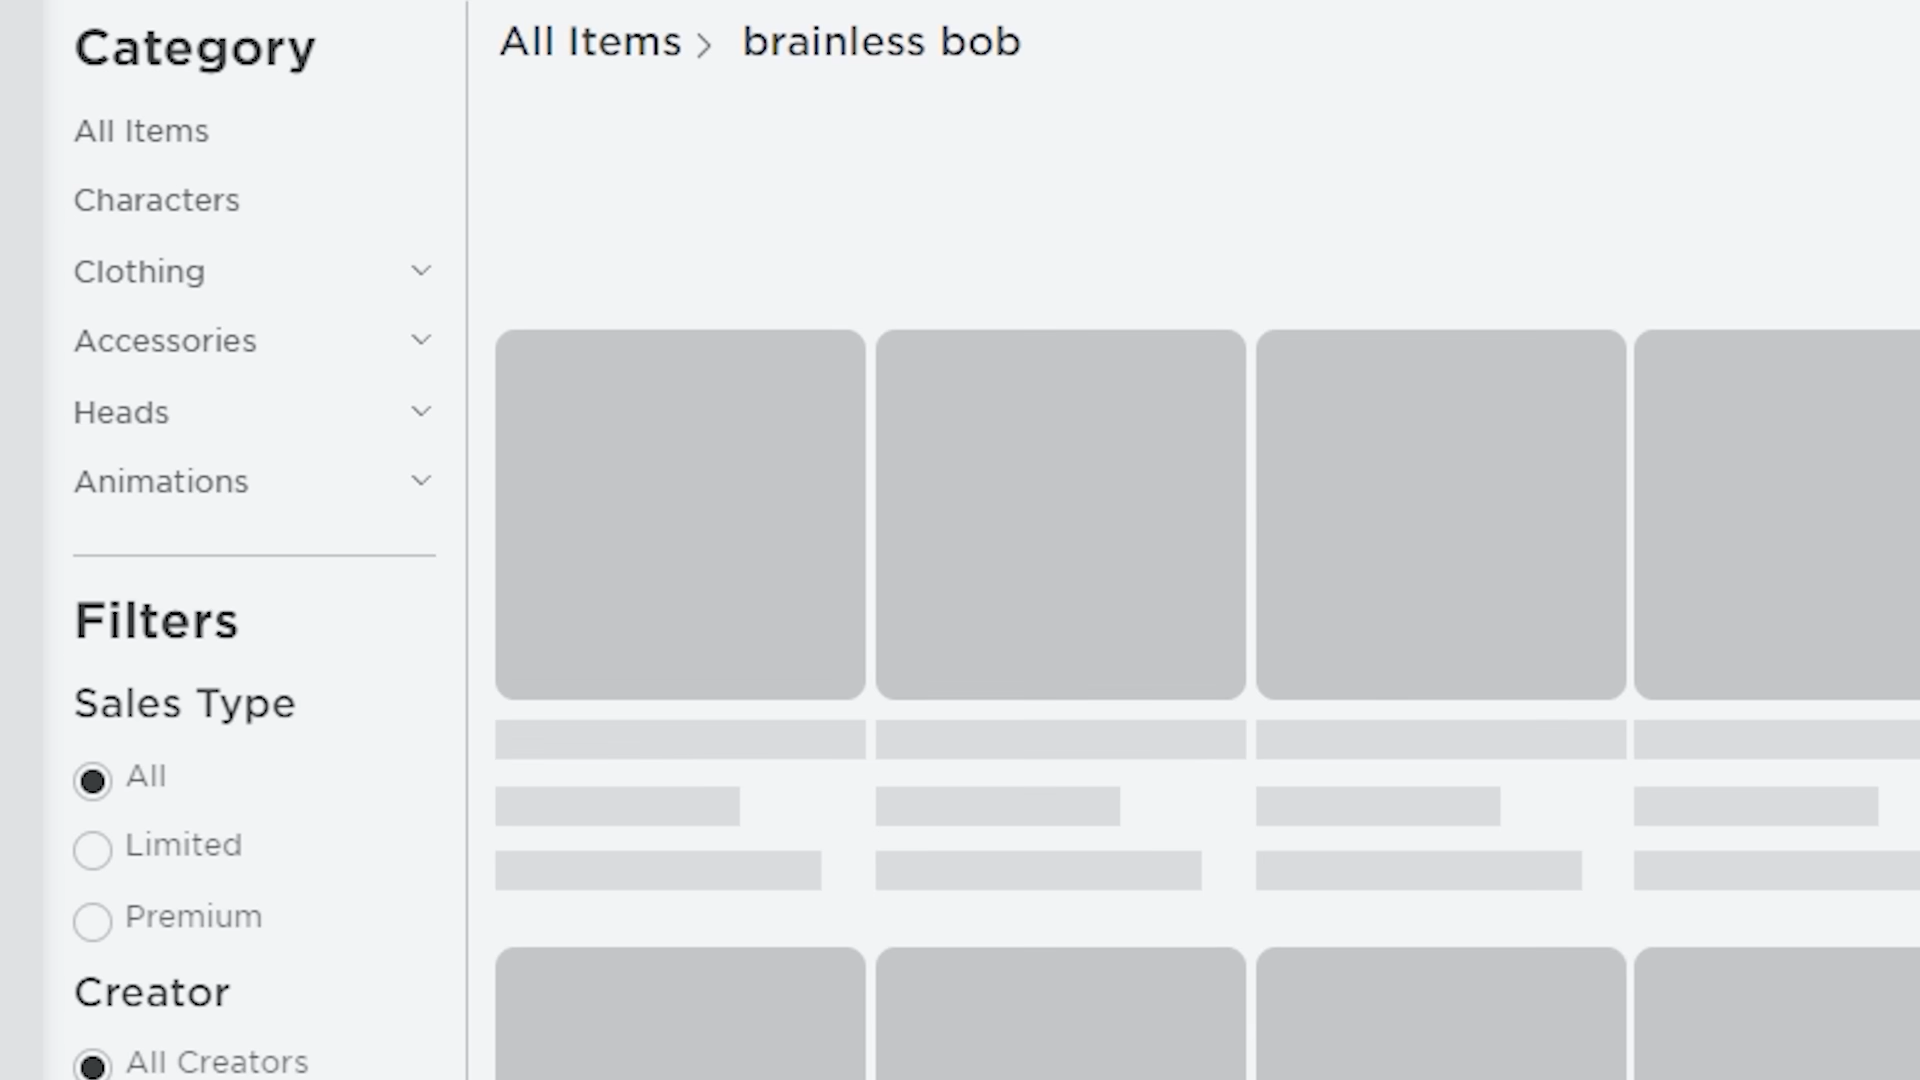 Category
All Items
Characters
Clothing
Accessories
Heads
Animations
Filters
Sales Type
All
Limited
Premium
Creator
All Creators
All Items > brainless bob